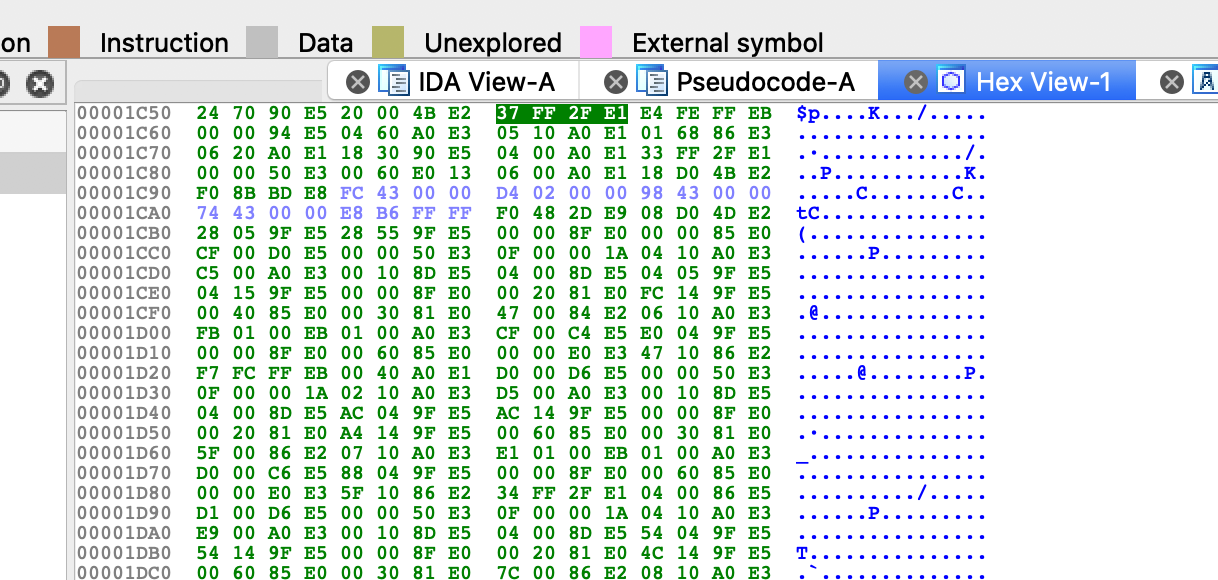 on Instruction Data Unexplored External symbol
IDA View-A Pseudocode-A Hex View-1
00001C50 24 70 90 E5 20 00 4B E2 37 FF 2F E1 E4 FE FF EB $p....K.../.....
00001C60 00 00 94 E5 04 60 A0 E3 05 10 A0 E1 01 68 86 E3 ................
00001C70 06 20 A0 E1 18 30 90 E5 04 00 A0 E1 33 FF 2F E1 ..............​/.
00001C80 00 00 50 E3 00 60 E0 13 06 00 A0 E1 18 D0 4B E2 ..P...........K.
00001C90 F0 8B BD E8 FC 43 00 00 D4 02 00 00 98 43 00 00 .....C.......C..
00001CA0 74 43 00 00 E8 B6 FF FF F0 48 2D E9 08 D0 4D E2 tC..............
00001CB0 28 05 9F E5 28 55 9F E5 00 00 8F E0 00 00 85 E0 (...............
00001CC0 CF 00 D0 E5 00 00 50 E3 0F 00 00 1A 04 10 A0 E3 ......P.........
00001CD0 C5 00 A0 E3 00 10 8D E5 04 00 8D E5 04 05 9F E5 ................
00001CE0 04 15 9F E5 00 00 8F E0 00 20 81 E0 FC 14 9F E5 ................
00001CF0 00 40 85 E0 00 30 81 E0 47 00 84 E2 06 10 A0 E3 .@..............
00001D00 FB 01 00 EB 01 00 A0 E3 CF 00 C4 E5 E0 04 9F E5 ................
00001D10 00 00 8F E0 00 60 85 E0 00 00 E0 E3 47 10 86 E2 ................
00001D20 F7 FC FF EB 00 40 A0 E1 D0 00 D6 E5 00 00 50 E3 .....@........P.
00001D30 0F 00 00 1A 02 10 A0 E3 D5 00 A0 E3 00 10 8D E5 ................
00001D40 04 00 8D E5 AC 04 9F E5 AC 14 9F E5 00 00 8F E0 ................
00001D50 00 20 81 E0 A4 14 9F E5 00 60 85 E0 00 30 81 E0 ................
00001D60 5F 00 86 E2 07 10 A0 E3 E1 01 00 EB 01 00 A0 E3 _...............
00001D70 D0 00 C6 E5 88 04 9F E5 00 00 8F E0 00 60 85 E0 ................
00001D80 00 00 E0 E3 5F 10 86 E2 34 FF 2F E1 04 00 86 E5 ........../.....
00001D90 D1 00 D6 E5 00 00 50 E3 0F 00 00 1A 04 10 A0 E3 ......P.........
00001DA0 E9 00 A0 E3 00 10 8D E5 04 00 8D E5 54 04 9F E5 ................
00001DB0 54 14 9F E5 00 00 8F E0 00 20 81 E0 4C 14 9F E5 T...............
00001DC0 00 60 85 E0 00 30 81 E0 7C 00 86 E2 08 10 A0 E3 .`..............